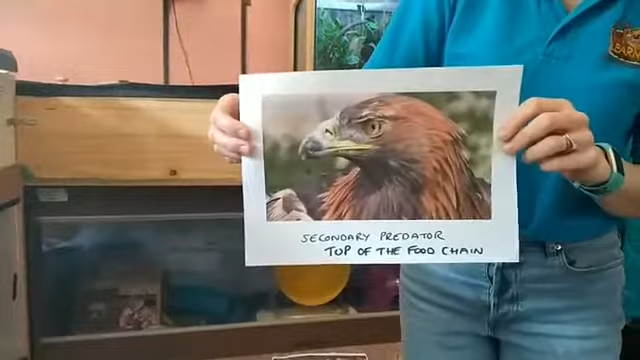 SECONDARY PREDATOR
TOP OF THE FOOD CHAIN